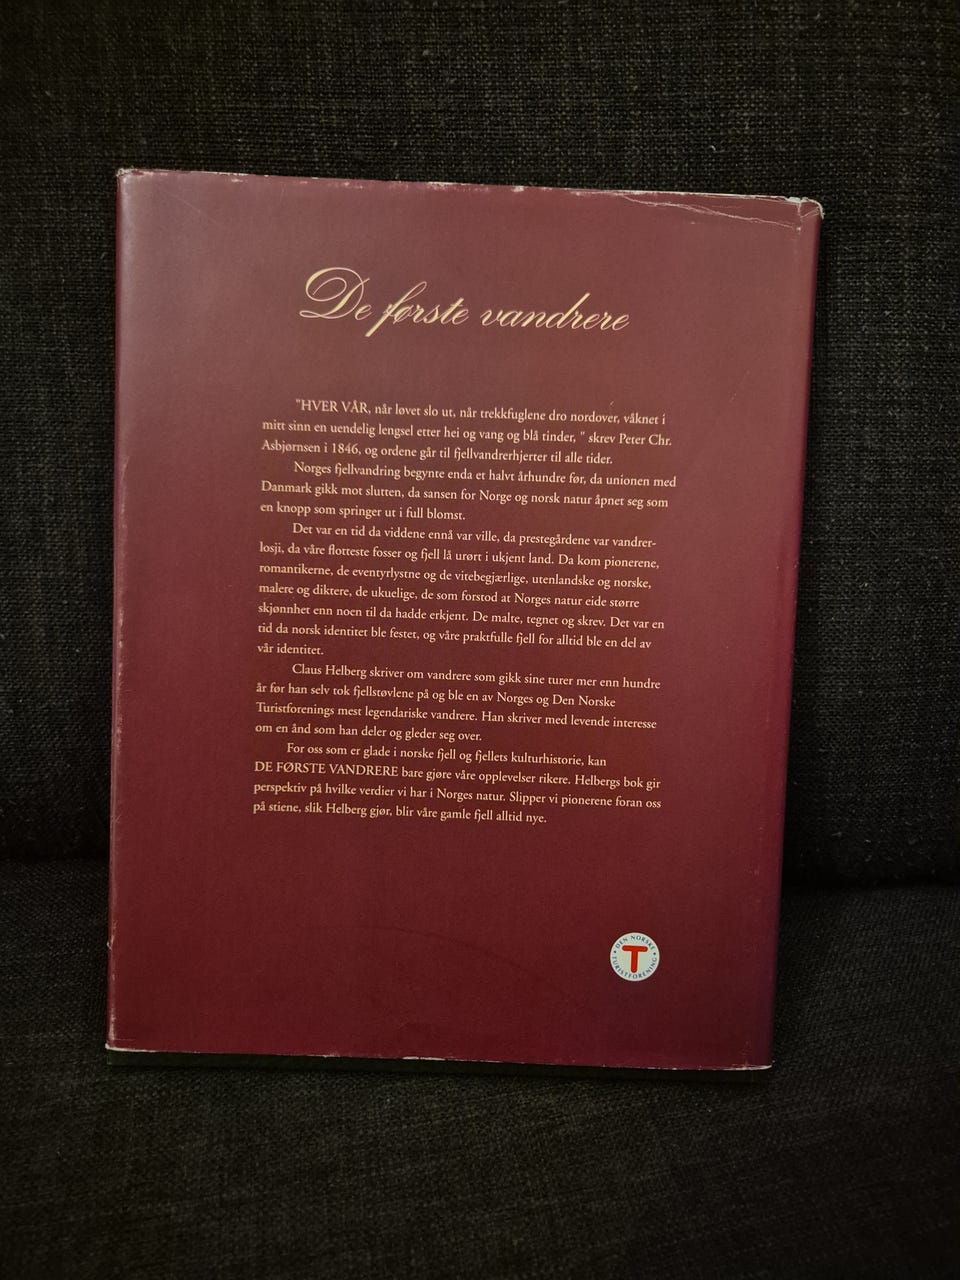 De første vandrere
"HVER VÅR, når løvet slo ut, når trekkfuglene dro nordover, våknet i
mitt sinn en uendelig lengsel etter hei og vang og blå tinder, " skrev Peter Chr.
Asbjørnsen i 1846, og ordene går til fjellvandrerhjerter til alle tider.
Norges fjellvandring begynte enda et halvt århundre før, da unionen med
Danmark gikk mot slutten, da sansen for Norge og norsk natur åpnet seg som
en knopp som springer ut i full blomst.
Det var en tid da viddene ennå var ville, da prestegårdene var vandrer-
losji, da våre flotteste fosser og fjell lå urørt i ukjent land. Da kom pionerene,
romantikerne, de eventyrlystne og de vitebegjærlige, utenlandske og norske,
malere og diktere, de ukuelige, de som forstod at Norges natur eide større
skjønnhet enn noen til da hadde erkjent. De malte, tegnet og skrev. Det var en
tid da norsk identitet ble festet, og våre praktfulle fjell for alltid ble en del av
vår identitet.
Claus Helberg skriver om vandrere som gikk sine turer mer enn hundre
år før han selv tok fjellstøvlene på og ble en av Norges og Den Norske
Turistforenings mest legendariske vandrere. Han skriver med levende interesse
om en ånd som han deler og gleder seg over.
For oss som er glade i norske fjell og fjellets kulturhistorie, kan
DE FØRSTE VANDRERE bare gjøre våre opplevelser rikere. Helbergs bok gir
perspektiv på hvilke verdier vi har i Norges natur. Slipper vi pionerene foran oss
på stiene, slik Helberg gjør, blir våre gamle fjell alltid nye.
DEN NORSKE
T
TURISTFORENING